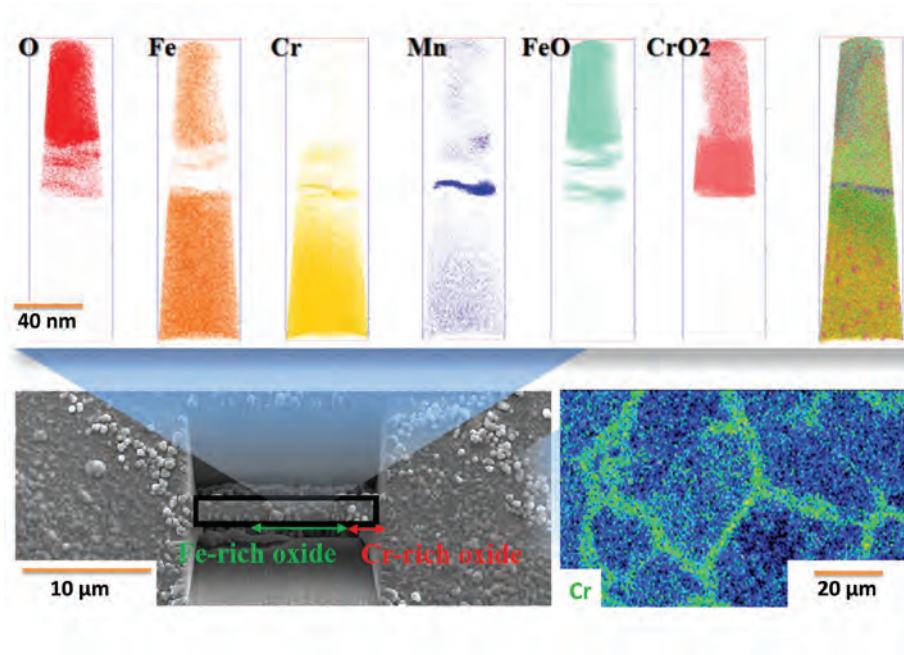 O Fe Cr Mn FeO CrO2
40 nm
Fe-rich oxide Cr-rich oxide
10 μm
Cr
20 μm